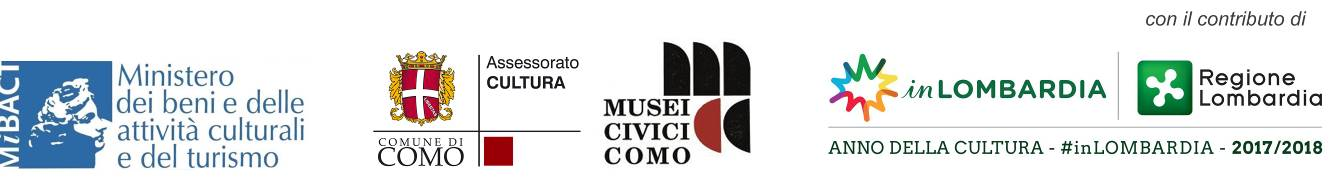 con il contributo di
MiBACT
Ministero
dei beni e delle
attività culturali
e del turismo
Assessorato
CULTURA
COMUNE DI
COMO
MUSEI
CIVICI
COMO
inLOMBARDIA
Regione
Lombardia
ANNO DELLA CULTURA - #inLOMBARDIA - 2017/2018